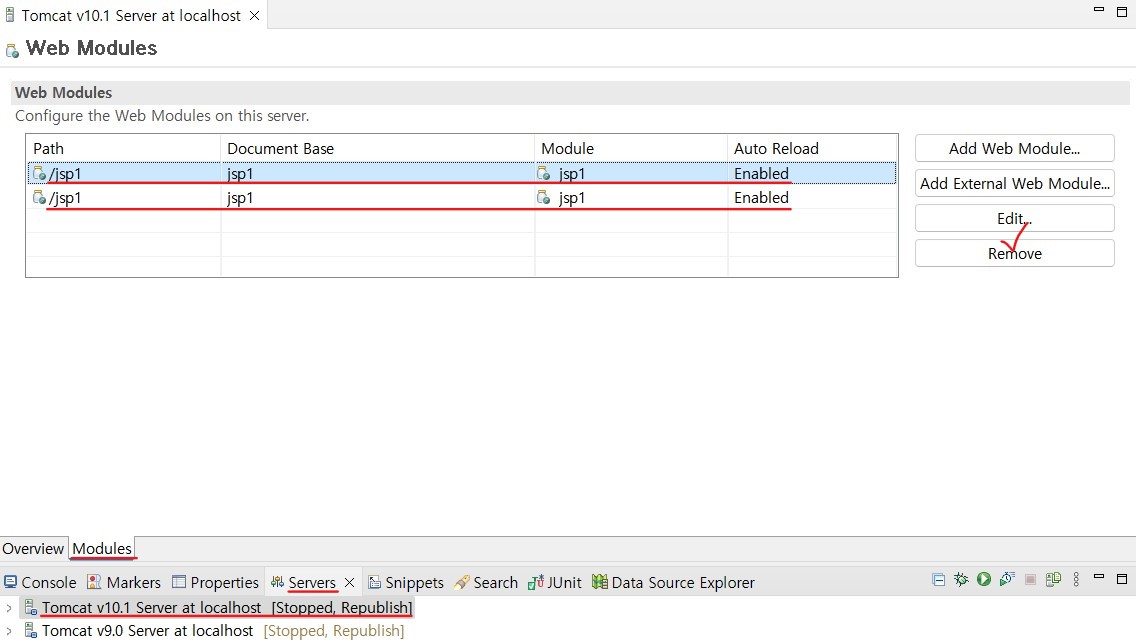 Tomcat v10.1 Server at localhost
Web Modules
Web Modules
Configure the Web Modules on this server.
Path Document Base Module Auto Reload
/jsp1 jsp1 jsp1 Enabled
/jsp1 jsp1 jsp1 Enabled
Add Web Module...
Add External Web Module...
Edit...
Remove
Overview Modules
Console Markers Properties Servers Snippets Search JUnit Data Source Explorer
Tomcat v10.1 Server at localhost [Stopped, Republish]
Tomcat v9.0 Server at localhost [Stopped, Republish]